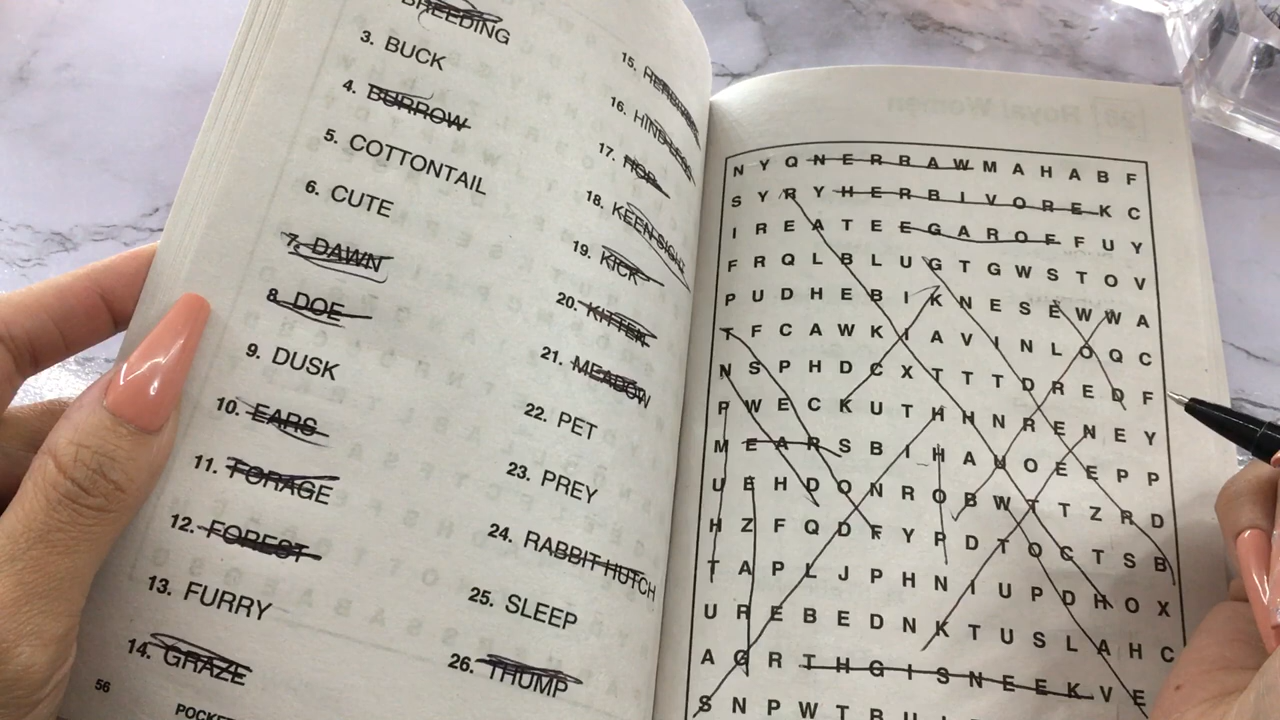 BREEDING
3. BUCK
4. BURROW
5. COTTONTAIL
6. CUTE
7. DAWN
8. DOE
9. DUSK
10. EARS
11. FORAGE
12. FOREST
13. FURRY
14. GRAZE
56
15. HERBIVORE
16. HIND LEGS
17. HOP
18. KEEN SIGHT
19. KICK
20. KITTEN
21. MEADOW
22. PET
23. PREY
24. RABBIT HUTCH
25. SLEEP
26. THUMP
N Y Q N E R R A W M A H A B F
S Y R Y H E R B I V O R E K C
I R E A T E E G A R O F F U Y
F R Q L B L U G T G W S T O V
P U D H E B I K N E S E W W A
T F C A W K I A V I N L O Q C
N S P H D C X T T T D R E D F
P W E C K U T H H N R E N E Y
M E A R S B I H A U O E E P P
U E H D O N R O B W T T Z R D
H Z F Q D F Y P D T O C T S B
T A P L J P H N I U P D H O X
U R E B E D N K T U S L A H C
A G R T H G I S N E E K V E
S N P W T